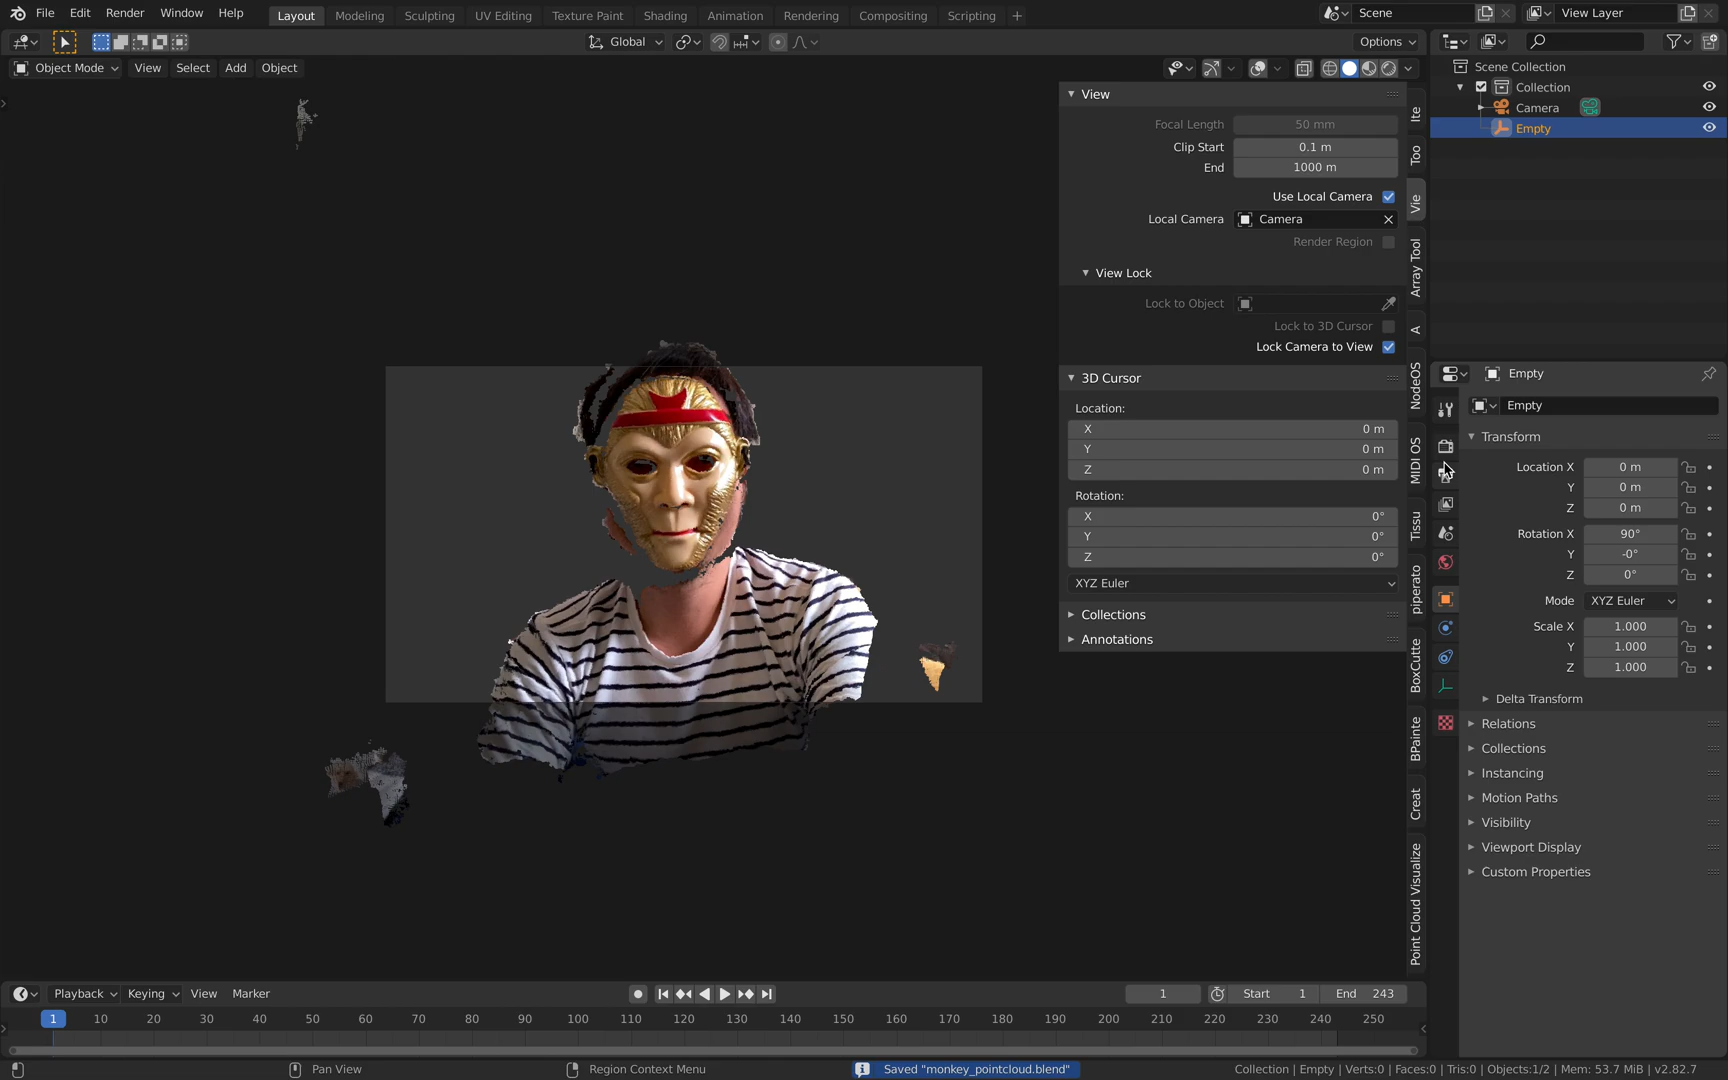 File Edit Render Window Help Layout Modeling Sculpting UV Editing Texture Paint Shading Animation Rendering Compositing Scripting + Scene View Layer
Global Options
Object Mode View Select Add Object
Scene Collection
Collection
Camera
Empty
View
Focal Length 50 mm
Clip Start 0.1 m
End 1000 m
Use Local Camera
Local Camera Camera
Render Region
View Lock
Lock to Object
Lock to 3D Cursor
Lock Camera to View
3D Cursor
Location:
X 0 m
Y 0 m
Z 0 m
Rotation:
X 0°
Y 0°
Z 0°
XYZ Euler
Collections
Annotations
Ite
Too
Vie
Array Tool
A
NodeOS
MIDI OS
Tissu
piperato
BoxCutte
BPainte
Creat
Point Cloud Visualize
Empty
Empty
Transform
Location X 0 m
Y 0 m
Z 0 m
Rotation X 90°
Y -0°
Z 0°
Mode XYZ Euler
Scale X 1.000
Y 1.000
Z 1.000
Delta Transform
Relations
Collections
Instancing
Motion Paths
Visibility
Viewport Display
Custom Properties
Playback Keying View Marker 1 Start 1 End 243
1 10 20 30 40 50 60 70 80 90 100 110 120 130 140 150 160 170 180 190 200 210 220 230 240 250
Pan View Region Context Menu Saved "monkey_pointcloud.blend" Collection | Empty | Verts:0 | Faces:0 | Tris:0 | Objects:1/2 | Mem: 53.7 MiB | v2.82.7